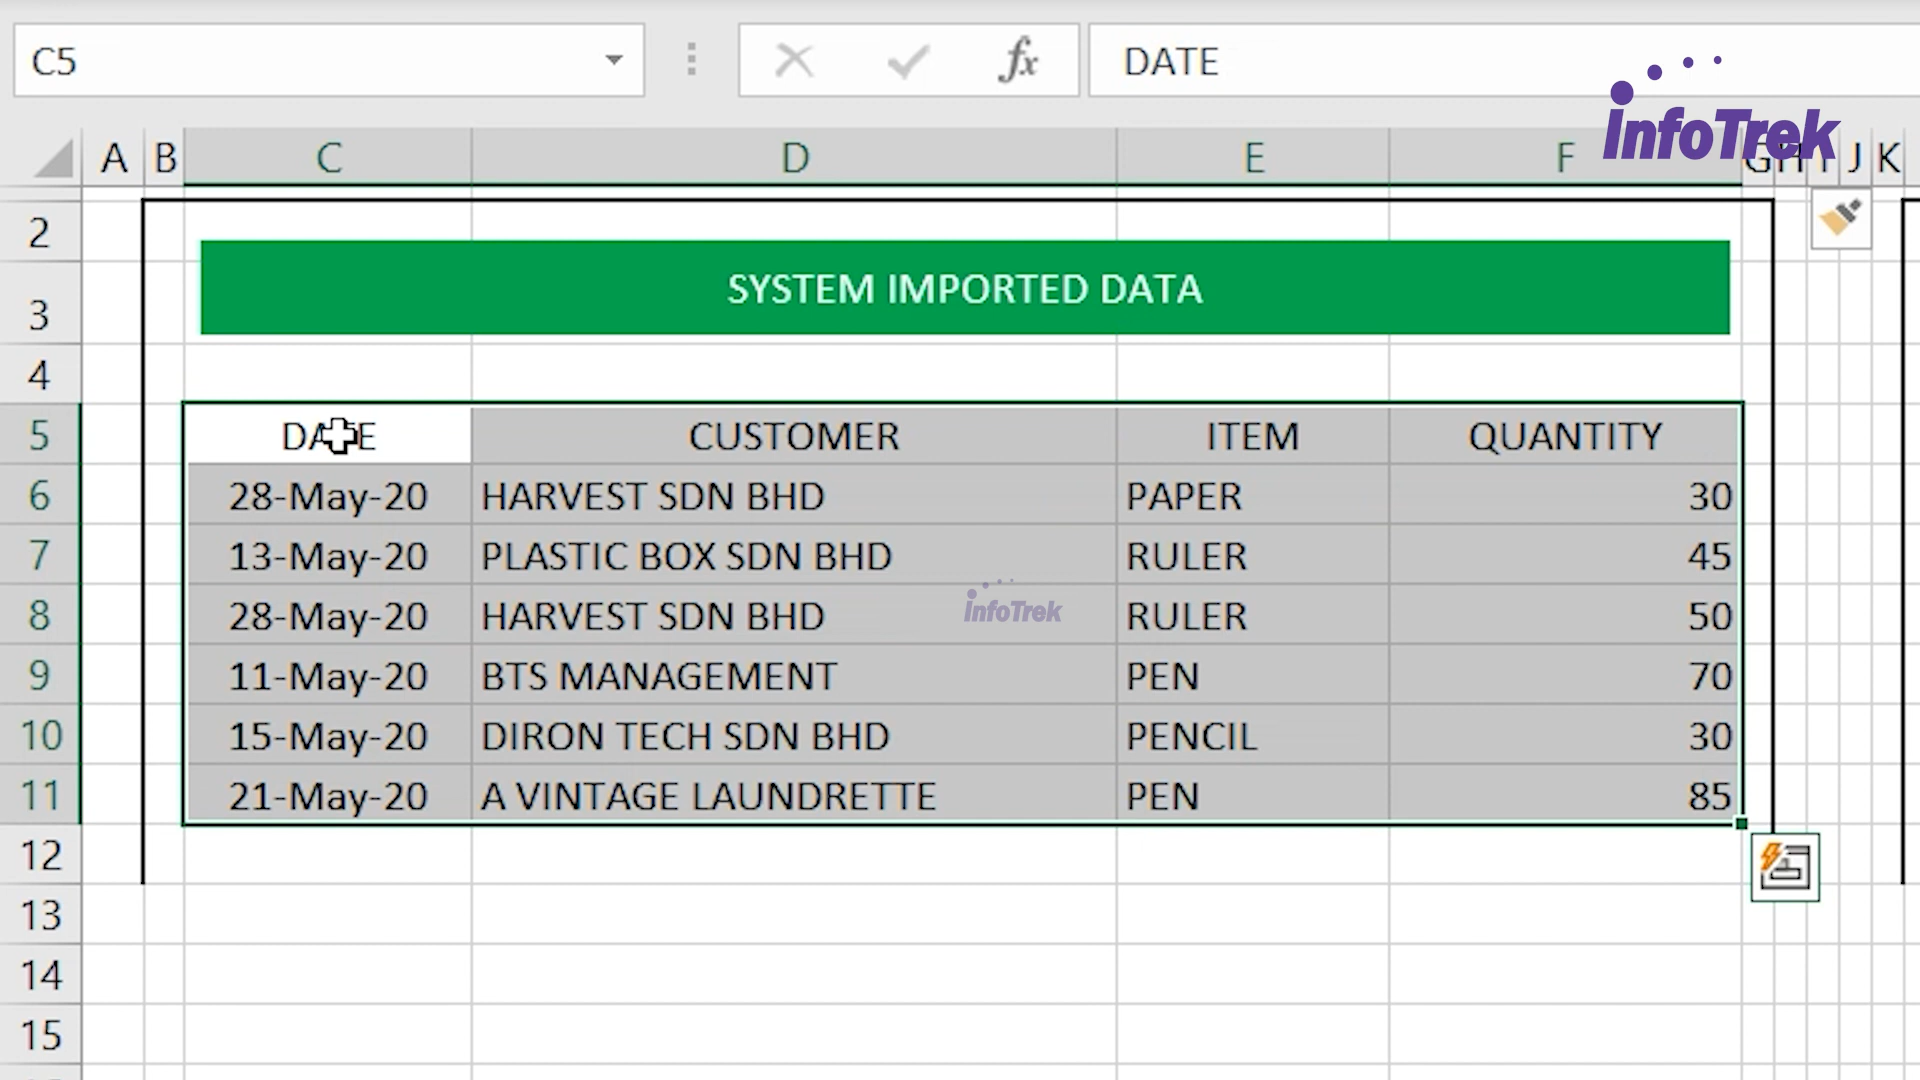 C5 fx DATE
infoTrek
A B C D E F G H I J K
2
SYSTEM IMPORTED DATA
3
4
5 DATE CUSTOMER ITEM QUANTITY
6 28-May-20 HARVEST SDN BHD PAPER 30
7 13-May-20 PLASTIC BOX SDN BHD RULER 45
8 28-May-20 HARVEST SDN BHD RULER 50
infoTrek
9 11-May-20 BTS MANAGEMENT PEN 70
10 15-May-20 DIRON TECH SDN BHD PENCIL 30
11 21-May-20 A VINTAGE LAUNDRETTE PEN 85
12
13
14
15